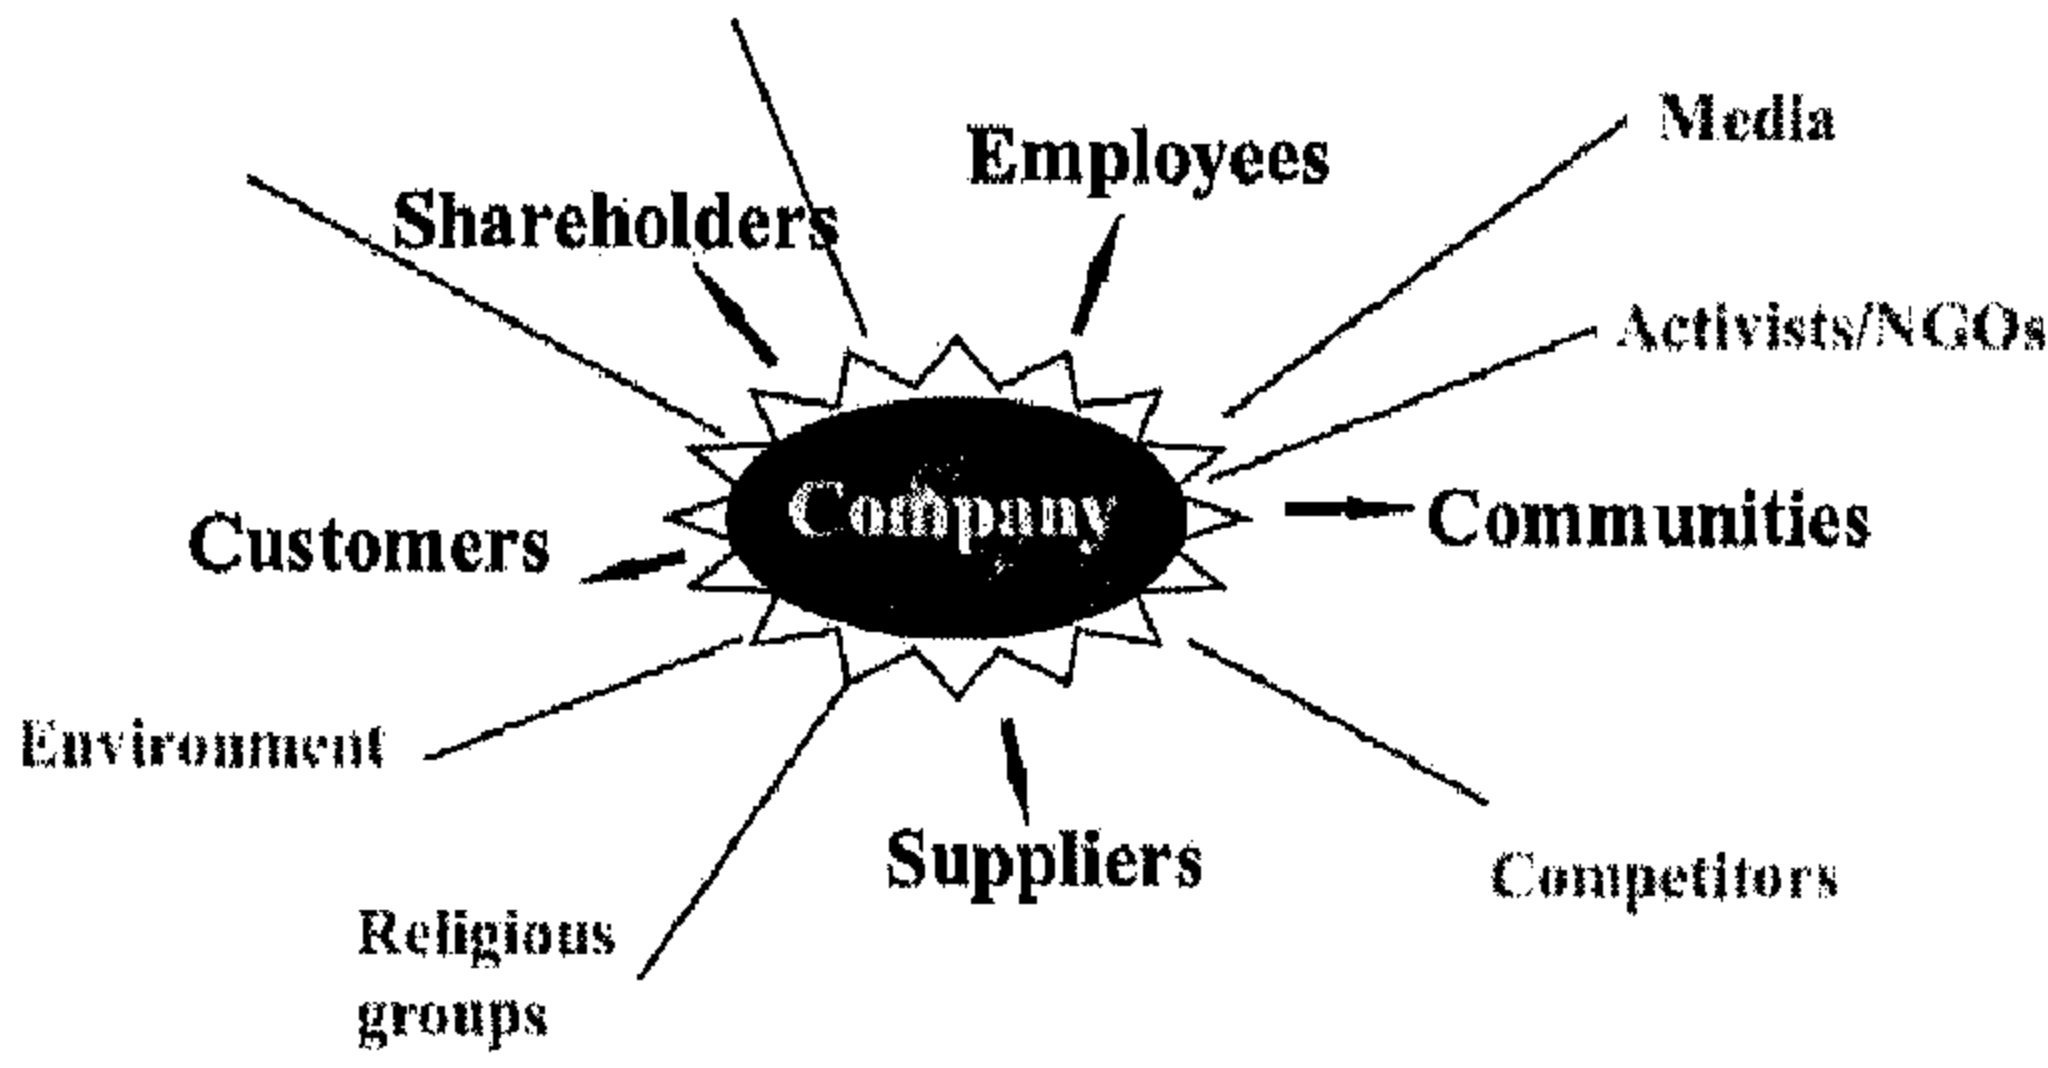 Media
Employees
Shareholders
Activists/NGOs
Company
Communities
Customers
Environment
Suppliers
Competitors
Religious
groups